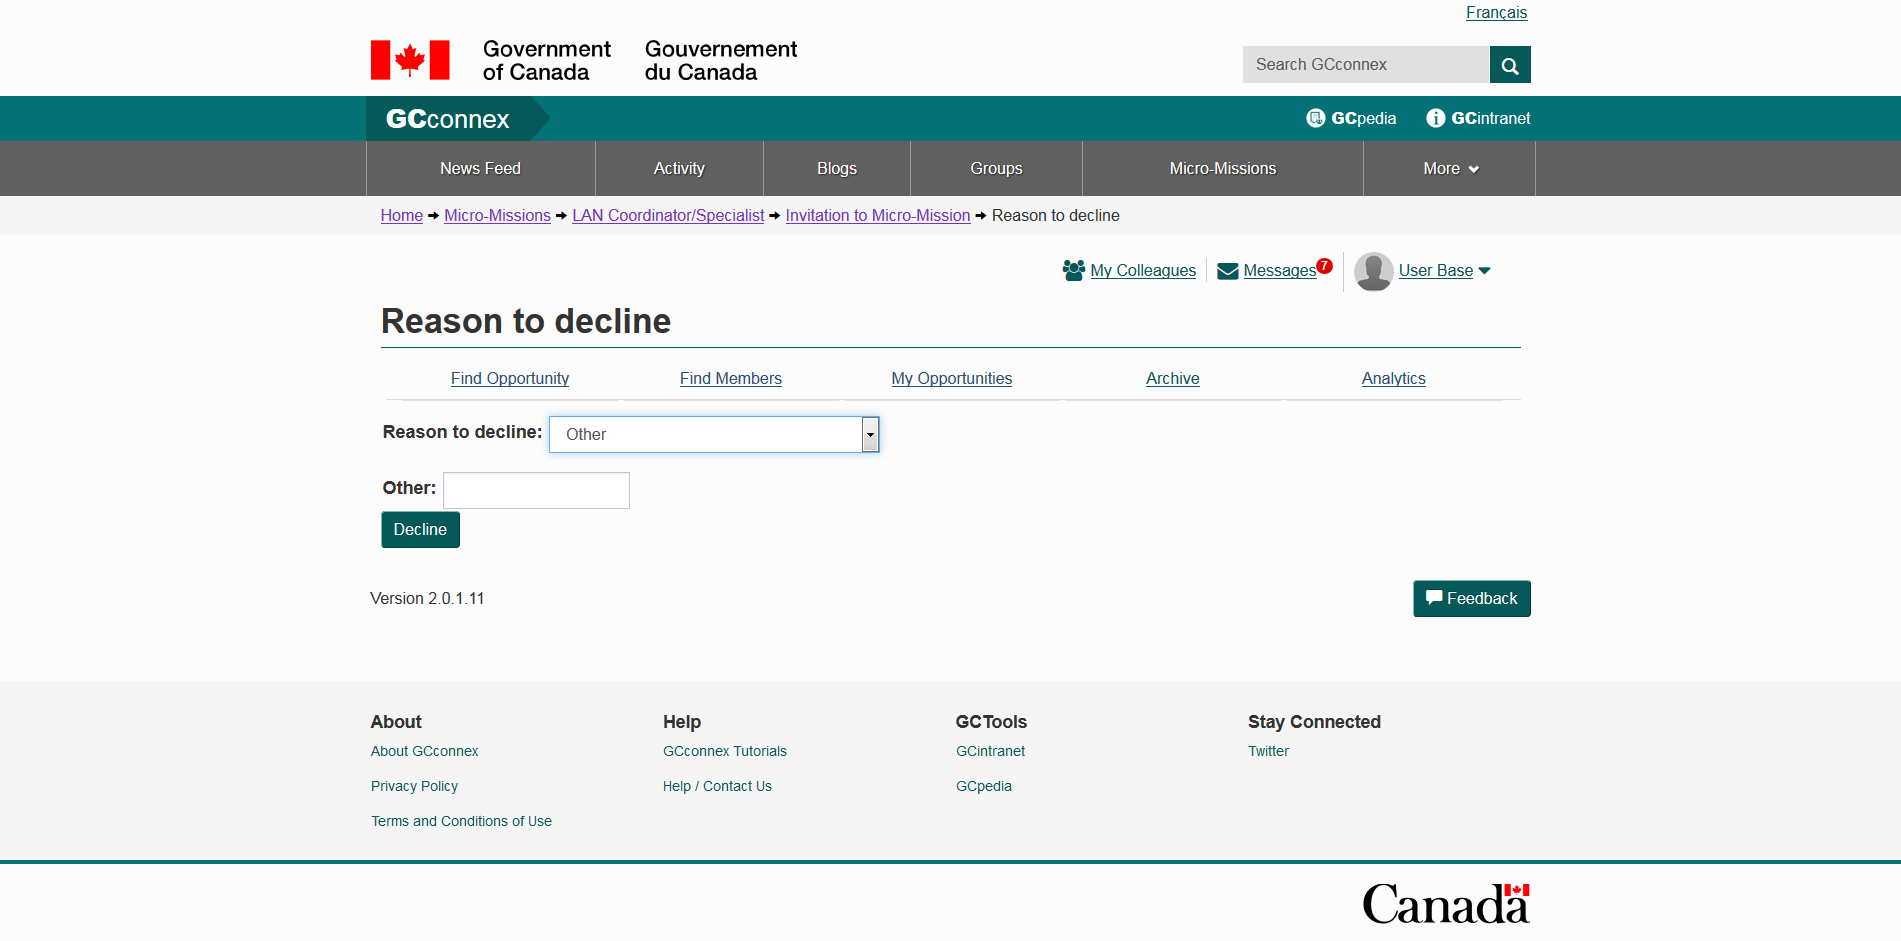 Français
Government of Canada
Gouvernement du Canada
Search GCconnex
GCconnex
GCpedia
GCintranet
News Feed
Activity
Blogs
Groups
Micro-Missions
More
Home
Micro-Missions
LAN Coordinator/Specialist
Invitation to Micro-Mission
Reason to decline
My Colleagues
Messages 7
User Base
Reason to decline
Find Opportunity
Find Members
My Opportunities
Archive
Analytics
Reason to decline: Other
Other:
Decline
Version 2.0.1.11
Feedback
About
About GCconnex
Privacy Policy
Terms and Conditions of Use
Help
GCconnex Tutorials
Help / Contact Us
GCTools
GCintranet
GCpedia
Stay Connected
Twitter
Canada